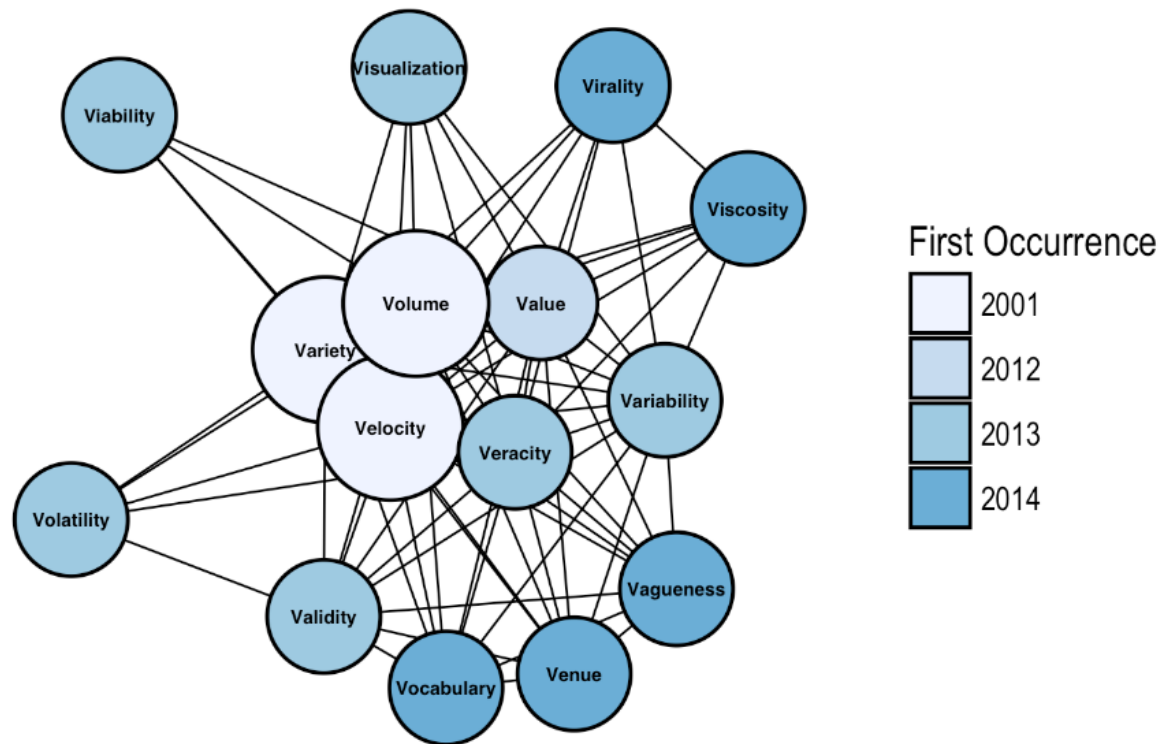 Visualization
Virality
Viability
Viscosity
First Occurrence
2001
2012
2013
2014
Volume
Value
Variety
Variability
Velocity
Veracity
Volatility
Vagueness
Validity
Venue
Vocabulary